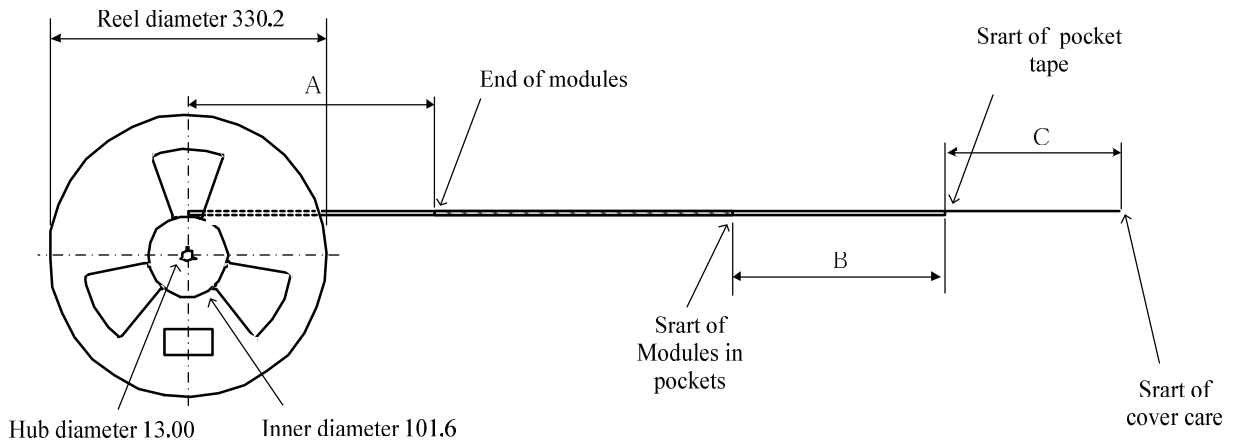 Reel diameter 330.2
A
End of modules
Srart of pocket
tape
C
B
Srart of
Modules in
pockets
Srart of
cover care
Hub diameter 13.00
Inner diameter 101.6